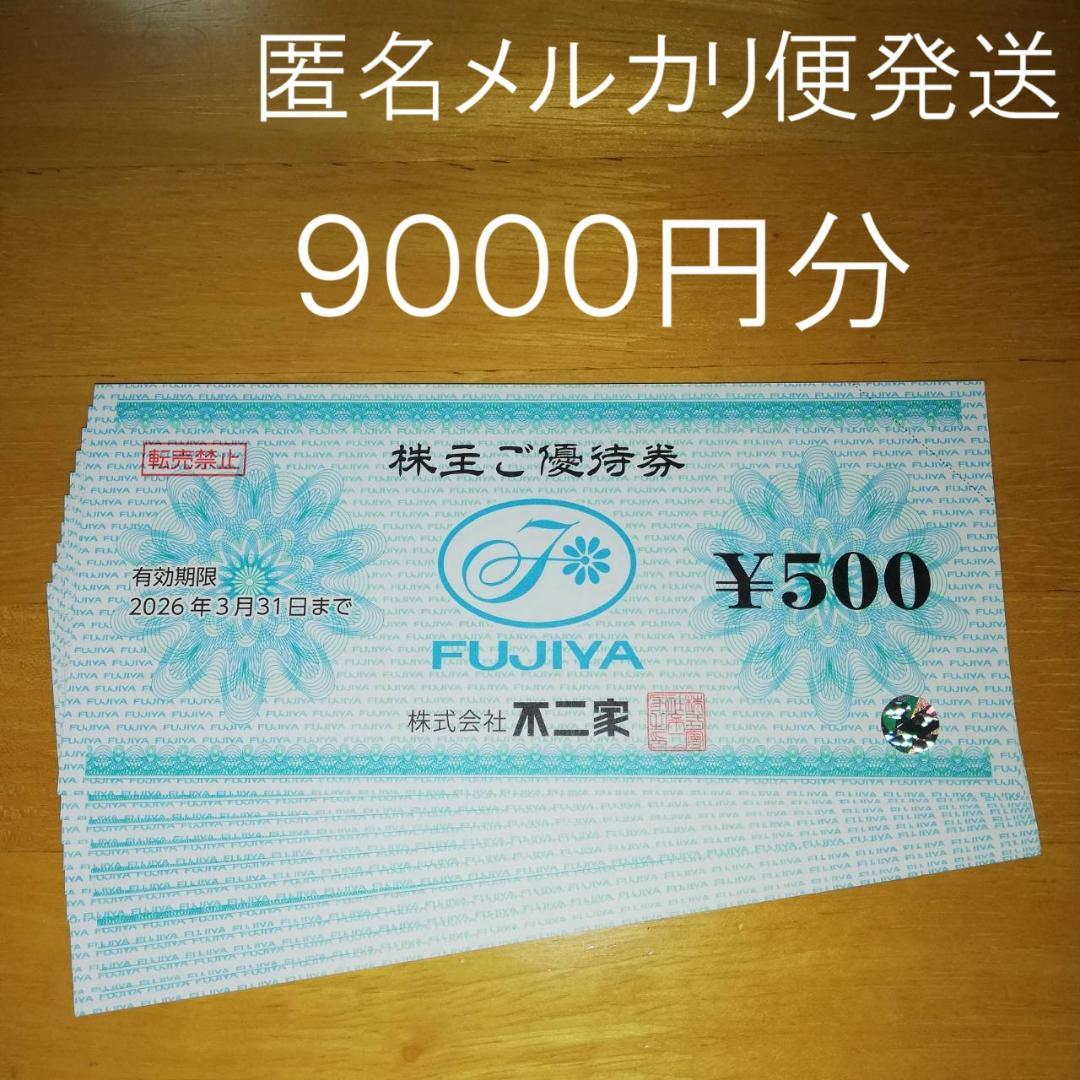 匿名メルカリ便発送
9000円分
転売禁止
株主ご優待券
有効期限
2026年3月31日まで
¥500
FUJIYA
株式会社 不二家